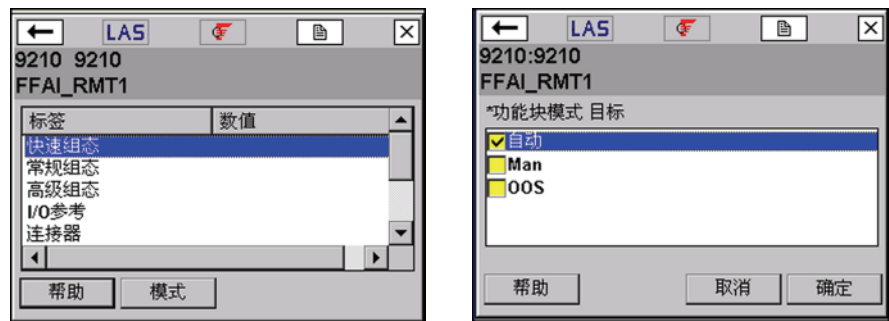 LAS
9210 9210
FFAI_RMT1
标签 数值
快速组态
常规组态
高级组态
I/O参考
连接器
帮助 模式
LAS
9210:9210
FFAI_RMT1
*功能块模式 目标
自动
Man
OOS
帮助 取消 确定